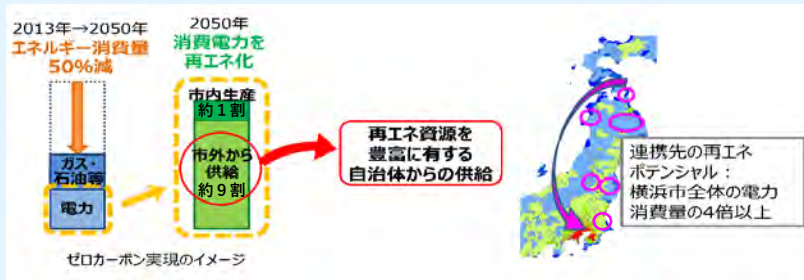 2013年→2050年
エネルギー消費量
50%減
ガス・
石油等
電力
2050年
消費電力を
再エネ化
市内生産
約1割
市外から
供給
約9割
再エネ資源を
豊富に有する
自治体からの供給
連携先の再エネ
ポテンシャル：
横浜市全体の電力
消費量の4倍以上
ゼロカーボン実現のイメージ